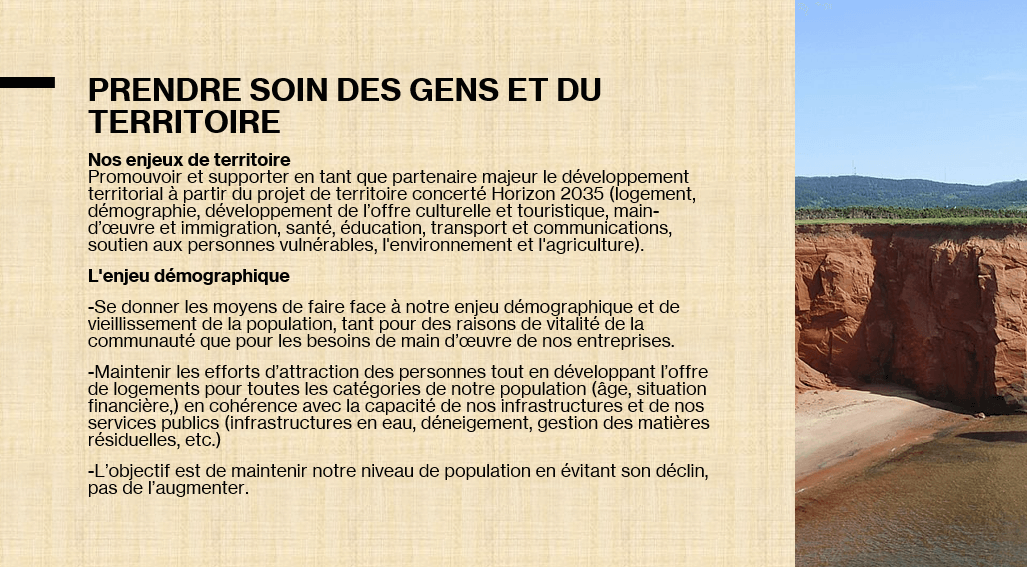 PRENDRE SOIN DES GENS ET DU
TERRITOIRE
Nos enjeux de territoire
Promouvoir et supporter en tant que partenaire majeur le développement
territorial à partir du projet de territoire concerté Horizon 2035 (logement,
démographie, développement de l’offre culturelle et touristique, main-
d’œuvre et immigration, santé, éducation, transport et communications,
soutien aux personnes vulnérables, l'environnement et l'agriculture).
L'enjeu démographique
-Se donner les moyens de faire face à notre enjeu démographique et de
vieillissement de la population, tant pour des raisons de vitalité de la
communauté que pour les besoins de main d’œuvre de nos entreprises.
-Maintenir les efforts d’attraction des personnes tout en développant l’offre
de logements pour toutes les catégories de notre population (âge, situation
financière,) en cohérence avec la capacité de nos infrastructures et de nos
services publics (infrastructures en eau, déneigement, gestion des matières
résiduelles, etc.)
-L’objectif est de maintenir notre niveau de population en évitant son déclin,
pas de l’augmenter.